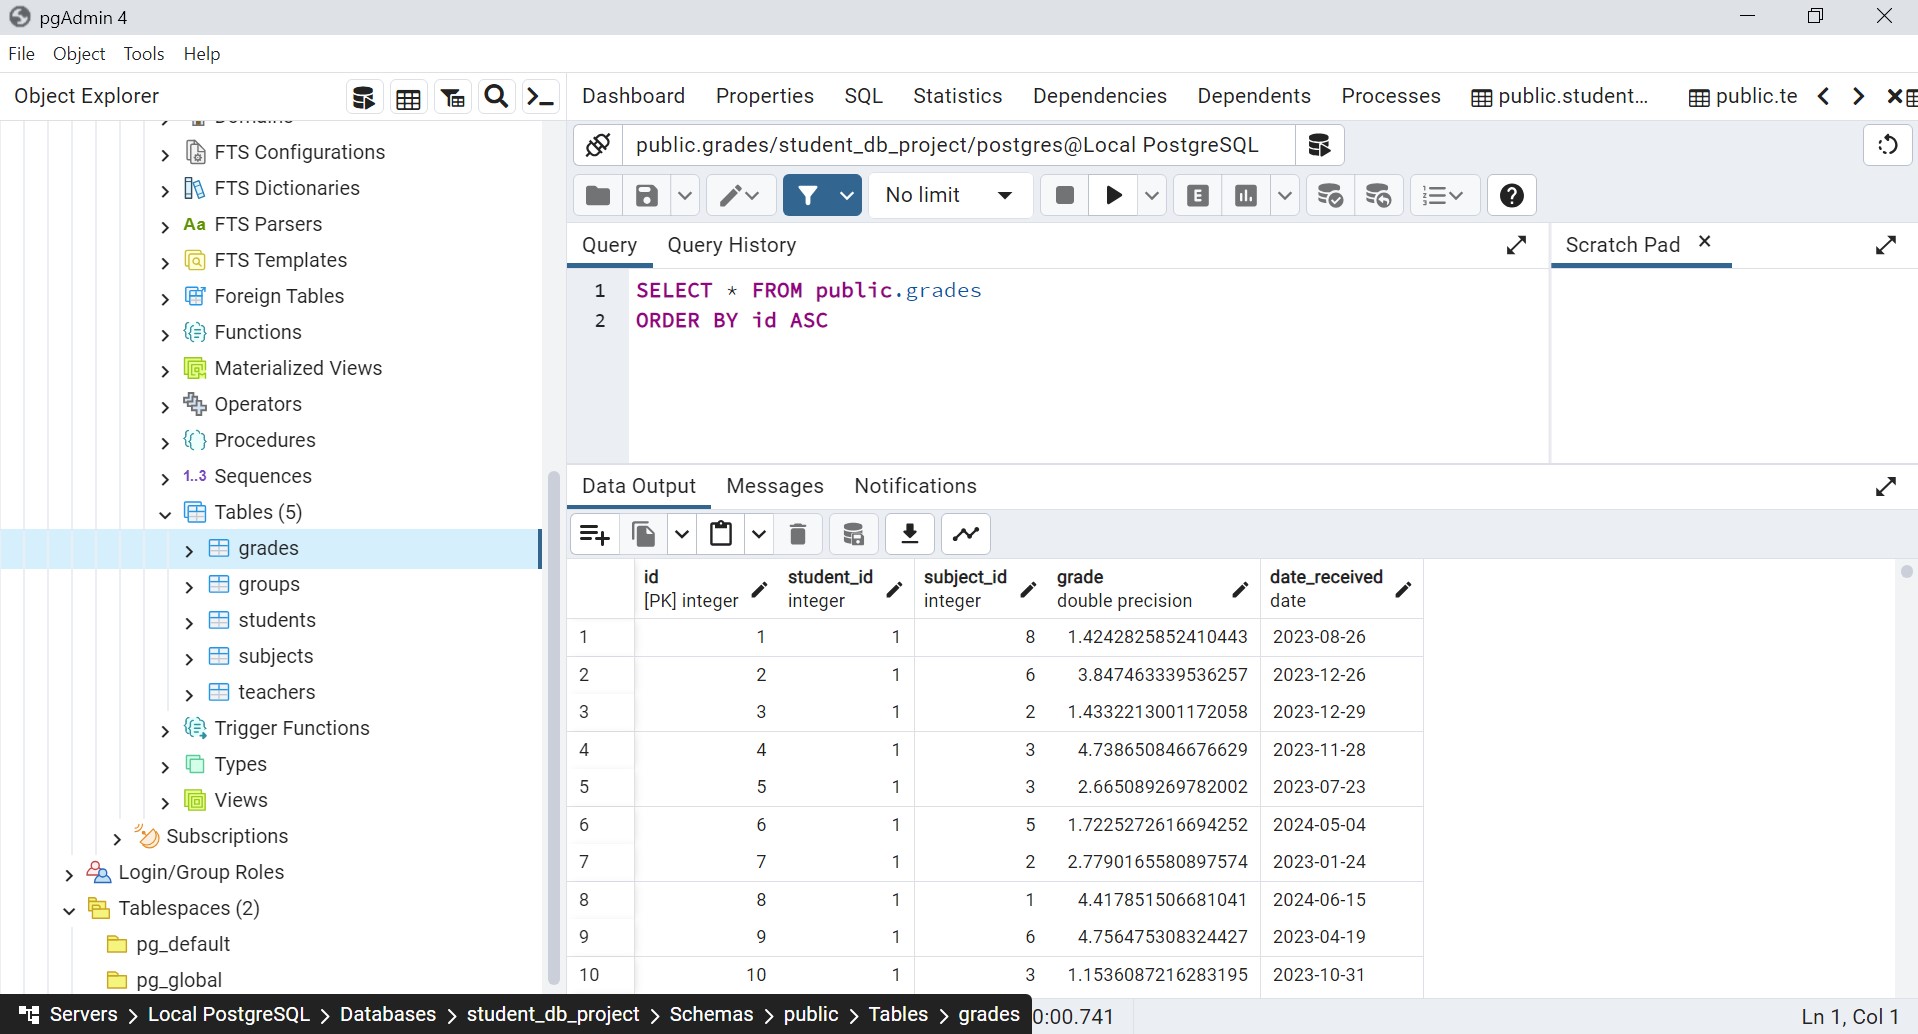 pgAdmin 4
File Object Tools Help
Object Explorer
Dashboard Properties SQL Statistics Dependencies Dependents Processes public.student... public.te
FTS Configurations
FTS Dictionaries
Aa FTS Parsers
FTS Templates
Foreign Tables
Functions
Materialized Views
Operators
Procedures
1..3 Sequences
Tables (5)
grades
groups
students
subjects
teachers
Trigger Functions
Types
Views
Subscriptions
Login/Group Roles
Tablespaces (2)
pg_default
pg_global
public.grades/student_db_project/postgres@Local PostgreSQL
No limit
E
Query Query History
Scratch Pad
1 SELECT * FROM public.grades
2 ORDER BY id ASC
Data Output Messages Notifications
id student_id subject_id grade date_received
[PK] integer integer integer double precision date
1 1 1 8 1.4242825852410443 2023-08-26
2 2 1 6 3.847463339536257 2023-12-26
3 3 1 2 1.4332213001172058 2023-12-29
4 4 1 3 4.738650846676629 2023-11-28
5 5 1 3 2.665089269782002 2023-07-23
6 6 1 5 1.7225272616694252 2024-05-04
7 7 1 2 2.7790165580897574 2023-01-24
8 8 1 1 4.417851506681041 2024-06-15
9 9 1 6 4.756475308324427 2023-04-19
10 10 1 3 1.1536087216283195 2023-10-31
Servers > Local PostgreSQL > Databases > student_db_project > Schemas > public > Tables > grades
0:00.741
Ln 1, Col 1